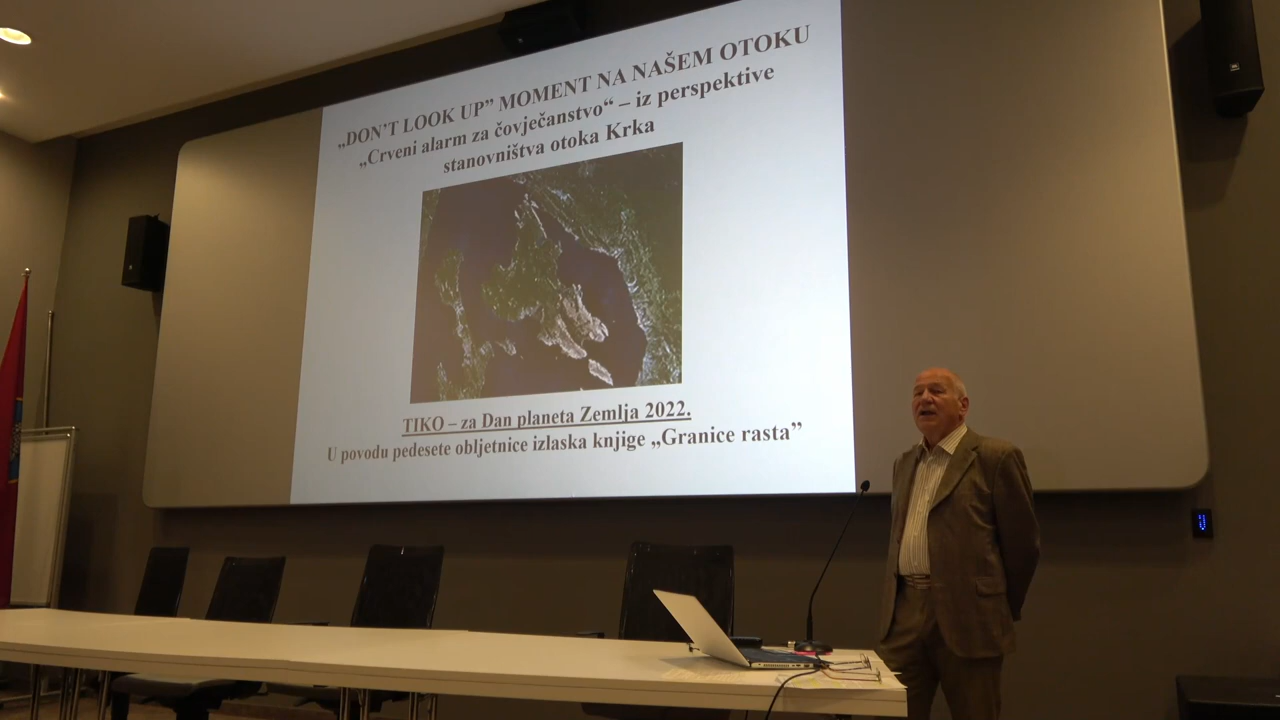 „DON’T LOOK UP” MOMENT NA NAŠEM OTOKU
„Crveni alarm za čovječanstvo“ – iz perspektive
stanovništva otoka Krka
TIKO – za Dan planeta Zemlja 2022.
U povodu pedesete obljetnice izlaska knjige „Granice rasta”